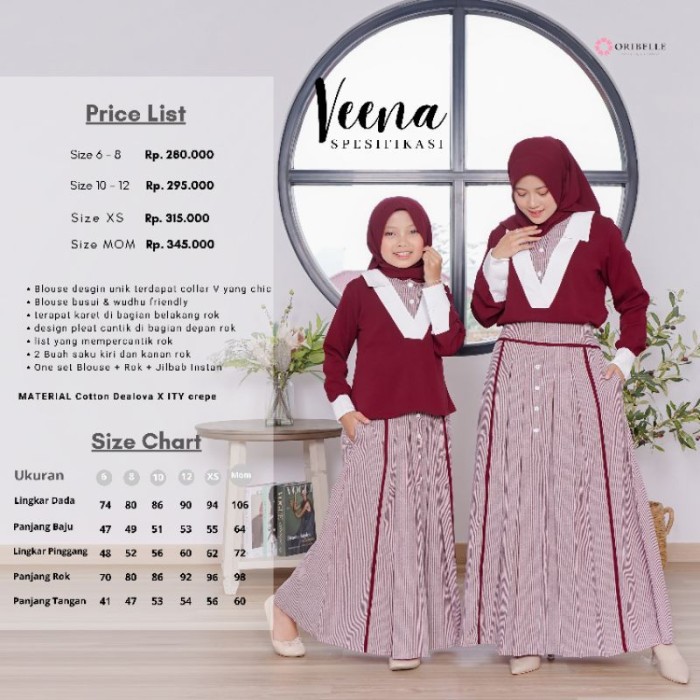 ORIBELLE
Veena
SPESIFIKASI
Price List
Size 6 - 8 Rp. 280.000
Size 10 - 12 Rp. 295.000
Size XS Rp. 315.000
Size MOM Rp. 345.000
• Blouse desgin unik terdapat collar V yang chic
• Blouse busui & wudhu friendly
• terapat karet di bagian belakang rok
• design pleat cantik di bagian depan rok
• list yang mempercantik rok
• 2 Buah saku kiri dan kanan rok
• One set Blouse + Rok + Jilbab Instan
MATERIAL Cotton Dealova X ITY crepe
Size Chart
Ukuran 6 8 10 12 XS Mom
Lingkar Dada 74 80 86 90 94 106
Panjang Baju 47 49 51 53 55 64
Lingkar Pinggang 48 52 56 60 62 72
Panjang Rok 70 80 86 92 96 98
Panjang Tangan 41 47 53 54 56 60